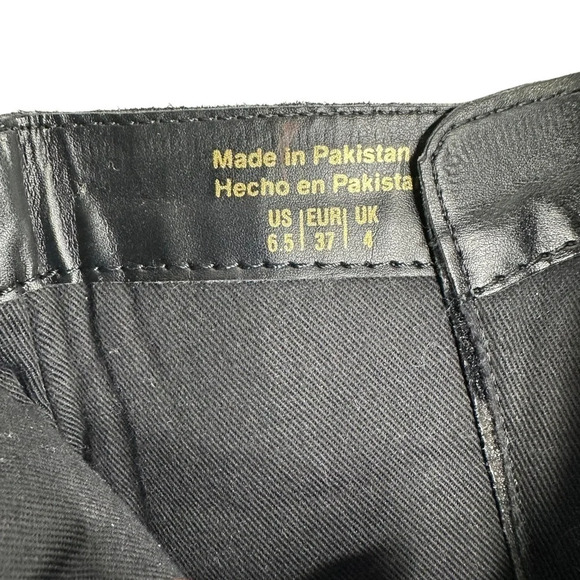 Made in Pakistan
Hecho en Pakista
US | EUR | UK
6.5 | 37 | 4